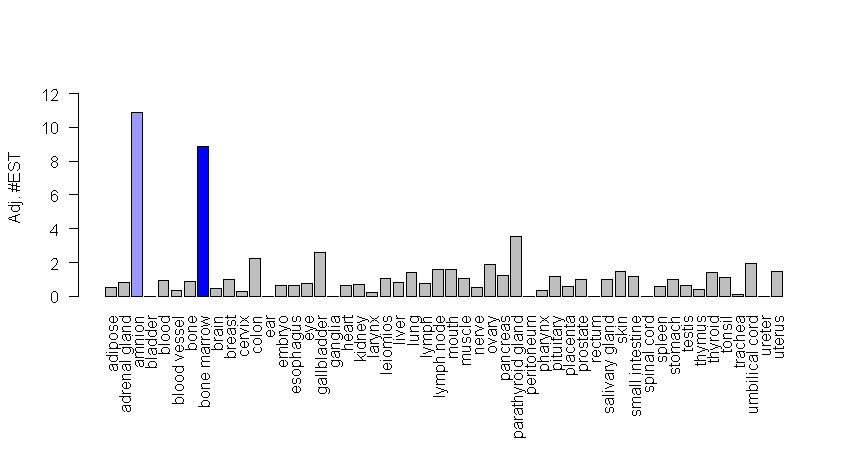 Adj. #EST
12
10
8
6
4
2
0
adipose
adrenal gland
amnion
bladder
blood
blood vessel
bone
bone marrow
brain
breast
cervix
colon
ear
embryo
esophagus
eye
gallbladder
ganglia
heart
kidney
larynx
leiomios
liver
lung
lymph
lymph node
mouth
muscle
nerve
ovary
pancreas
parathyroid gland
peritoneum
pharynx
pituitary
placenta
prostate
rectum
salivary gland
skin
small intestine
spinal cord
spleen
stomach
testis
thymus
thyroid
tonsil
trachea
umbilical cord
ureter
uterus